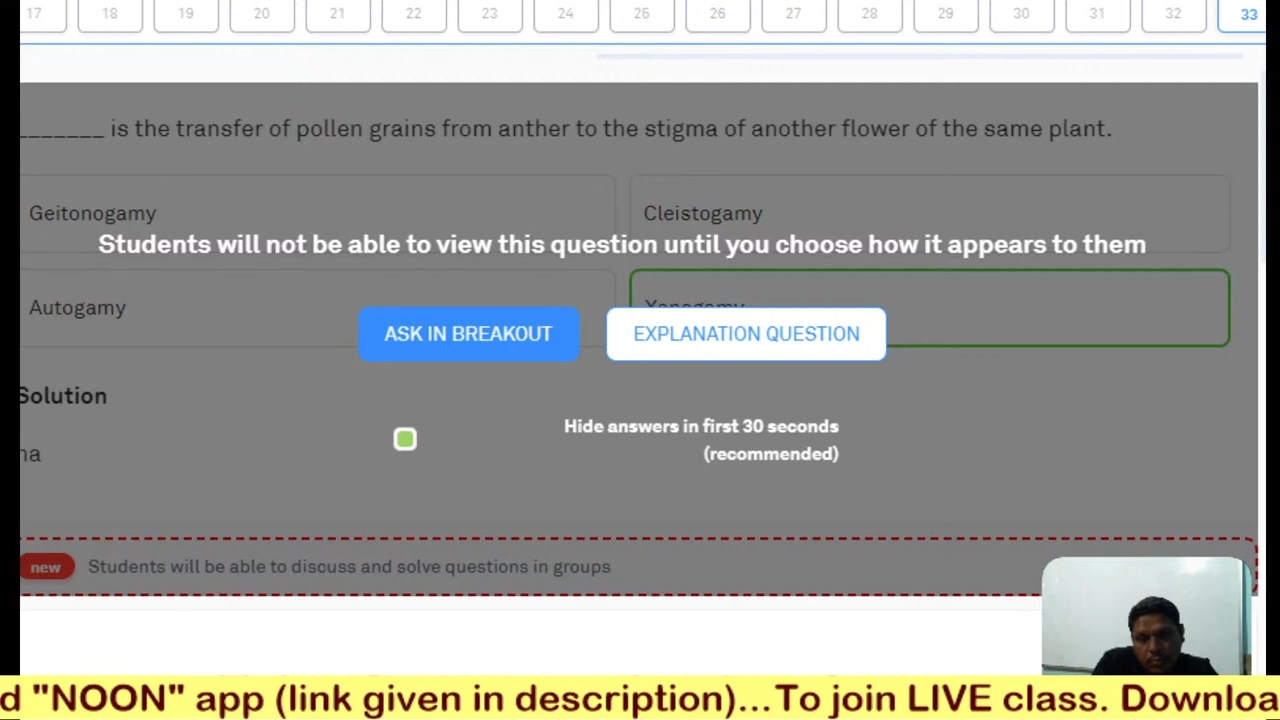 17 18 19 20 21 22 23 24 25 26 27 28 29 30 31 32 33
_______ is the transfer of pollen grains from anther to the stigma of another flower of the same plant.
Geitonogamy Cleistogamy
Students will not be able to view this question until you choose how it appears to them
Autogamy Xenogamy
ASK IN BREAKOUT EXPLANATION QUESTION
Solution
Hide answers in first 30 seconds
(recommended)
na
new Students will be able to discuss and solve questions in groups
d "NOON" app (link given in description)...To join LIVE class. Downloa